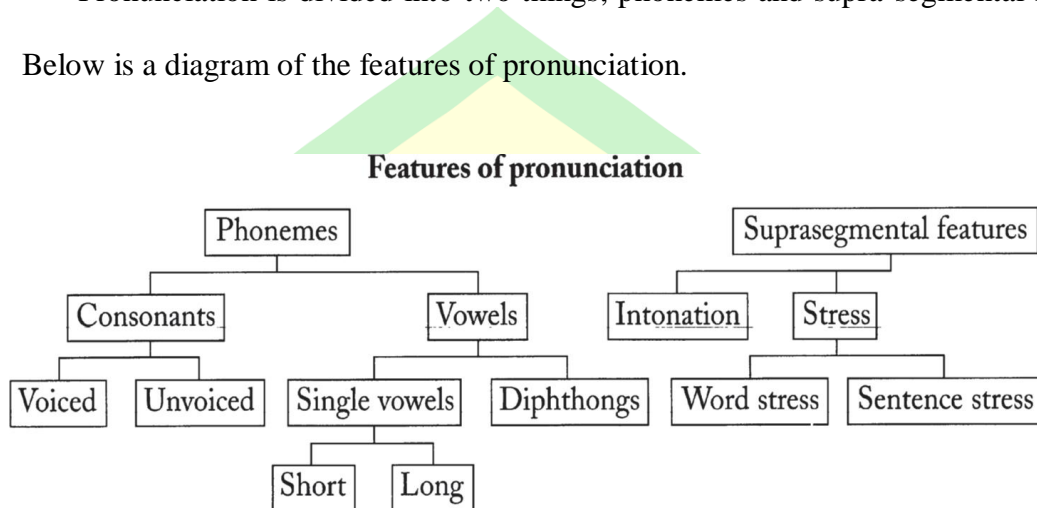 Below is a diagram of the features of pronunciation.
Features of pronunciation
Phonemes Suprasegmental features
Consonants Vowels Intonation Stress
Voiced Unvoiced Single vowels Diphthongs Word stress Sentence stress
Short Long